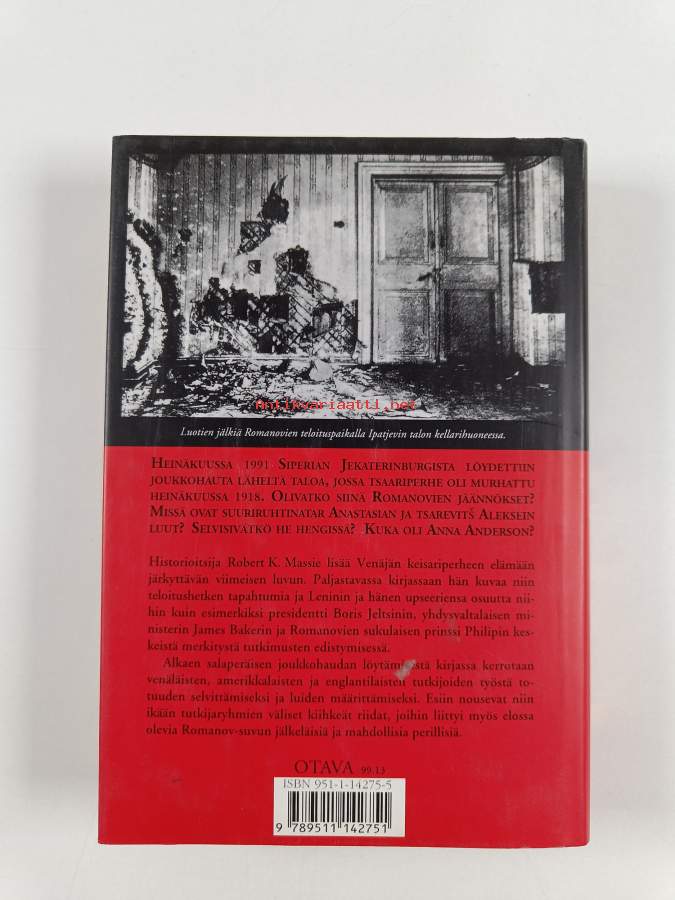 antikvariaatti.net
Luotien jälkiä Romanovien teloituspaikalla Ipatjevin talon kellarihuoneessa.
Heinäkuussa 1991 Siperian Jekaterinburgista löydettiin
joukkohauta läheltä taloa, jossa tsaariperhe oli murhattu
heinäkuussa 1918. Olivatko siinä Romanovien jäännökset?
Missä ovat suuriruhtinatar Anastasian ja tsarevitš Aleksein
luut? Selvisivätkö he hengissä? Kuka oli Anna Anderson?
Historioitsija Robert K. Massie lisää Venäjän keisariperheen elämään
järkyttävän viimeisen luvun. Paljastavassa kirjassaan hän kuvaa niin
teloitushetken tapahtumia ja Leninin ja hänen upseeriensa osuutta nii-
hin kuin esimerkiksi presidentti Boris Jeltsinin, yhdysvaltalaisen mi-
nisterin James Bakerin ja Romanovien sukulaisen prinssi Philipin kes-
keistä merkitystä tutkimusten edistymisessä.
Alkaen salaperäisen joukkohaudan löytämisestä kirjassa kerrotaan
venäläisten, amerikkalaisten ja englantilaisten tutkijoiden työstä to-
tuuden selvittämiseksi ja luiden määrittämiseksi. Esiin nousevat niin
ikään tutkijaryhmien väliset kiihkeät riidat, joihin liittyi myös elossa
olevia Romanov-suvun jälkeläisiä ja mahdollisia perillisiä.
OTAVA 99.13
ISBN 951-1-14275-5
9 789511 142751